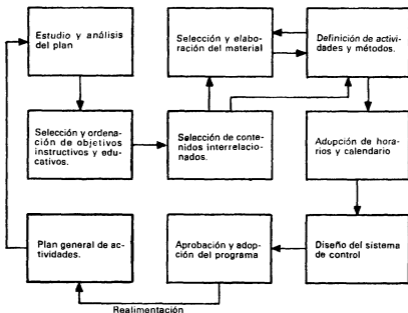 Estudio y análisis
del plan
Selección y elabo-
ración del material
Definición de activi-
dades y métodos.
Selección y ordena-
ción de objetivos
instructivos y edu-
cativos.
Selección de conte-
nidos interrelacio-
nados.
Adopción de hora-
rios y calendario
Plan general de ac-
tividades.
Aprobación y adop-
ción del programa
Diseño del sistema
de control
Realimentación